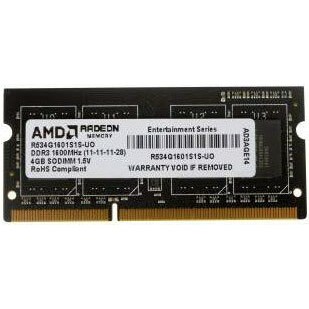 AMD RADEON
MEMORY
Entertainment Series
R534G1601S1S-UO
DDR3 1600MHz (11-11-11-28)
4GB SODIMM 1.5V
RoHS Compliant
R534G1601S1S-UO
WARRANTY VOID IF REMOVED
AD3AGE14